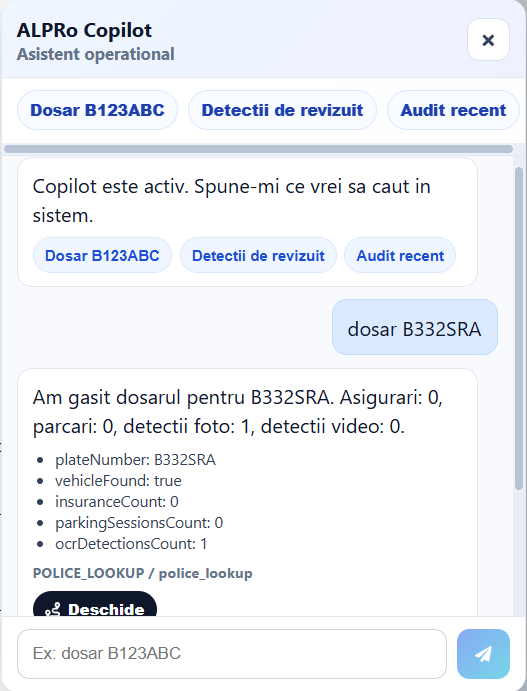 ALPRo Copilot
Asistent operational
Dosar B123ABC
Detectii de revizuit
Audit recent
Copilot este activ. Spune-mi ce vrei sa caut in
sistem.
Dosar B123ABC
Detectii de revizuit
Audit recent
dosar B332SRA
Am gasit dosarul pentru B332SRA. Asigurari: 0,
parcari: 0, detectii foto: 1, detectii video: 0.
plateNumber: B332SRA
vehicleFound: true
insuranceCount: 0
parkingSessionsCount: 0
ocrDetectionsCount: 1
POLICE_LOOKUP / police_lookup
Deschide
Ex: dosar B123ABC